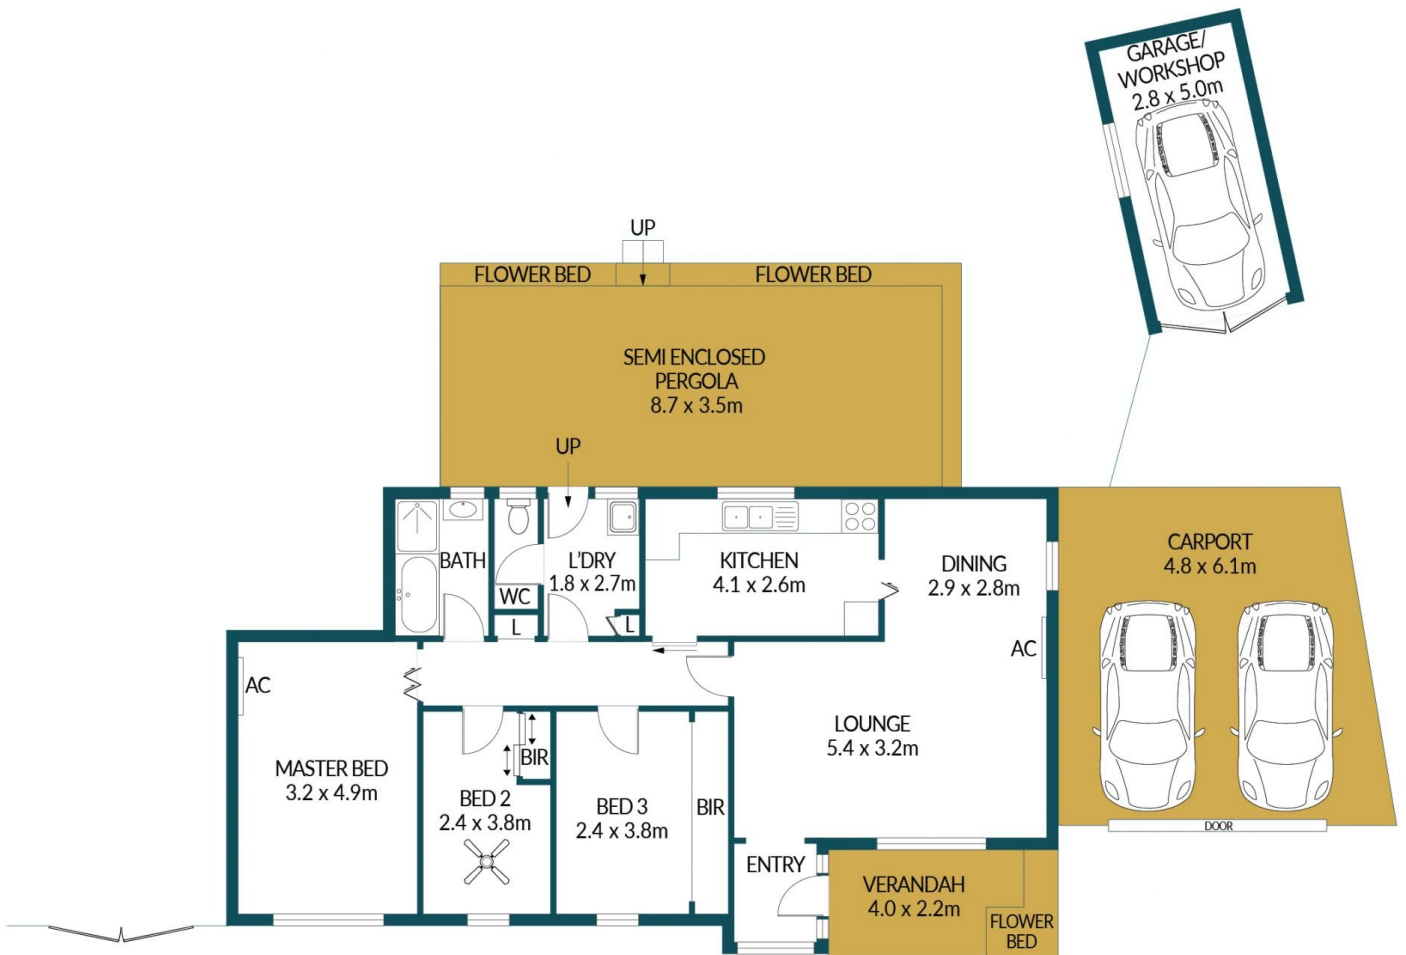 GARAGE/
WORKSHOP
2.8 x 5.0m
UP
FLOWER BED
FLOWER BED
SEMI ENCLOSED
PERGOLA
8.7 x 3.5m
UP
BATH
WC
L'DRY
1.8 x 2.7m
L
L
KITCHEN
4.1 x 2.6m
DINING
2.9 x 2.8m
CARPORT
4.8 x 6.1m
AC
AC
MASTER BED
3.2 x 4.9m
BED 2
2.4 x 3.8m
BIR
BED 3
2.4 x 3.8m
BIR
LOUNGE
5.4 x 3.2m
DOOR
ENTRY
VERANDAH
4.0 x 2.2m
FLOWER
BED